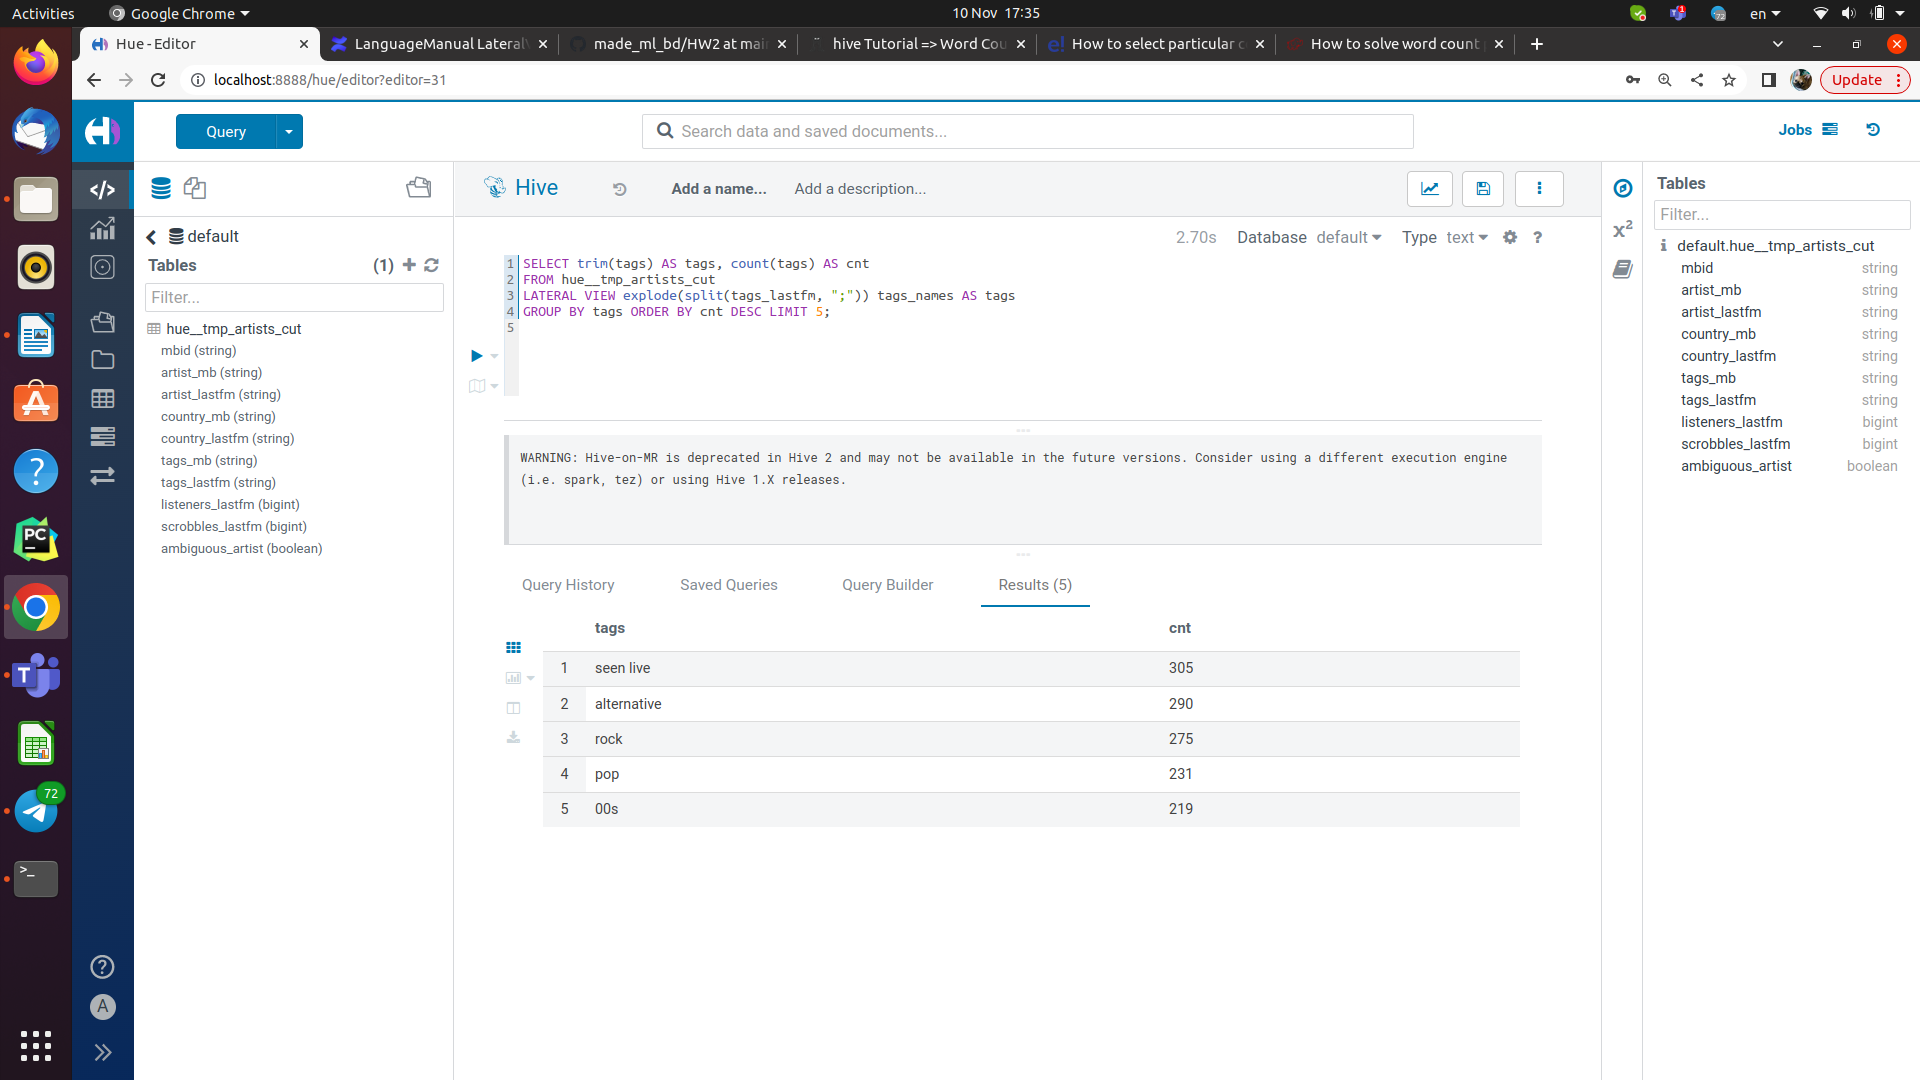 Activities
Google Chrome
10 Nov 17:35
1
72
en
Hue - Editor
LanguageManual Lateral
made_ml_bd/HW2 at mai
hive Tutorial => Word Cou
How to select particular c
How to solve word count
localhost:8888/hue/editor?editor=31
Update
Query
Search data and saved documents...
Jobs
Hive
Add a name...
Add a description...
Tables
Filter...
default
Tables
(1)
Filter...
hue__tmp_artists_cut
mbid (string)
artist_mb (string)
artist_lastfm (string)
country_mb (string)
country_lastfm (string)
tags_mb (string)
tags_lastfm (string)
listeners_lastfm (bigint)
scrobbles_lastfm (bigint)
ambiguous_artist (boolean)
2.70s Database default Type text ?
1 SELECT trim(tags) AS tags, count(tags) AS cnt
2 FROM hue__tmp_artists_cut
3 LATERAL VIEW explode(split(tags_lastfm, ";")) tags_names AS tags
4 GROUP BY tags ORDER BY cnt DESC LIMIT 5;
5
WARNING: Hive-on-MR is deprecated in Hive 2 and may not be available in the future versions. Consider using a different execution engine
(i.e. spark, tez) or using Hive 1.X releases.
Query History
Saved Queries
Query Builder
Results (5)
tags cnt
1 seen live 305
2 alternative 290
3 rock 275
4 pop 231
5 00s 219
x²
default.hue__tmp_artists_cut
mbid string
artist_mb string
artist_lastfm string
country_mb string
country_lastfm string
tags_mb string
tags_lastfm string
listeners_lastfm bigint
scrobbles_lastfm bigint
ambiguous_artist boolean
PC
T
72
>_
?
A